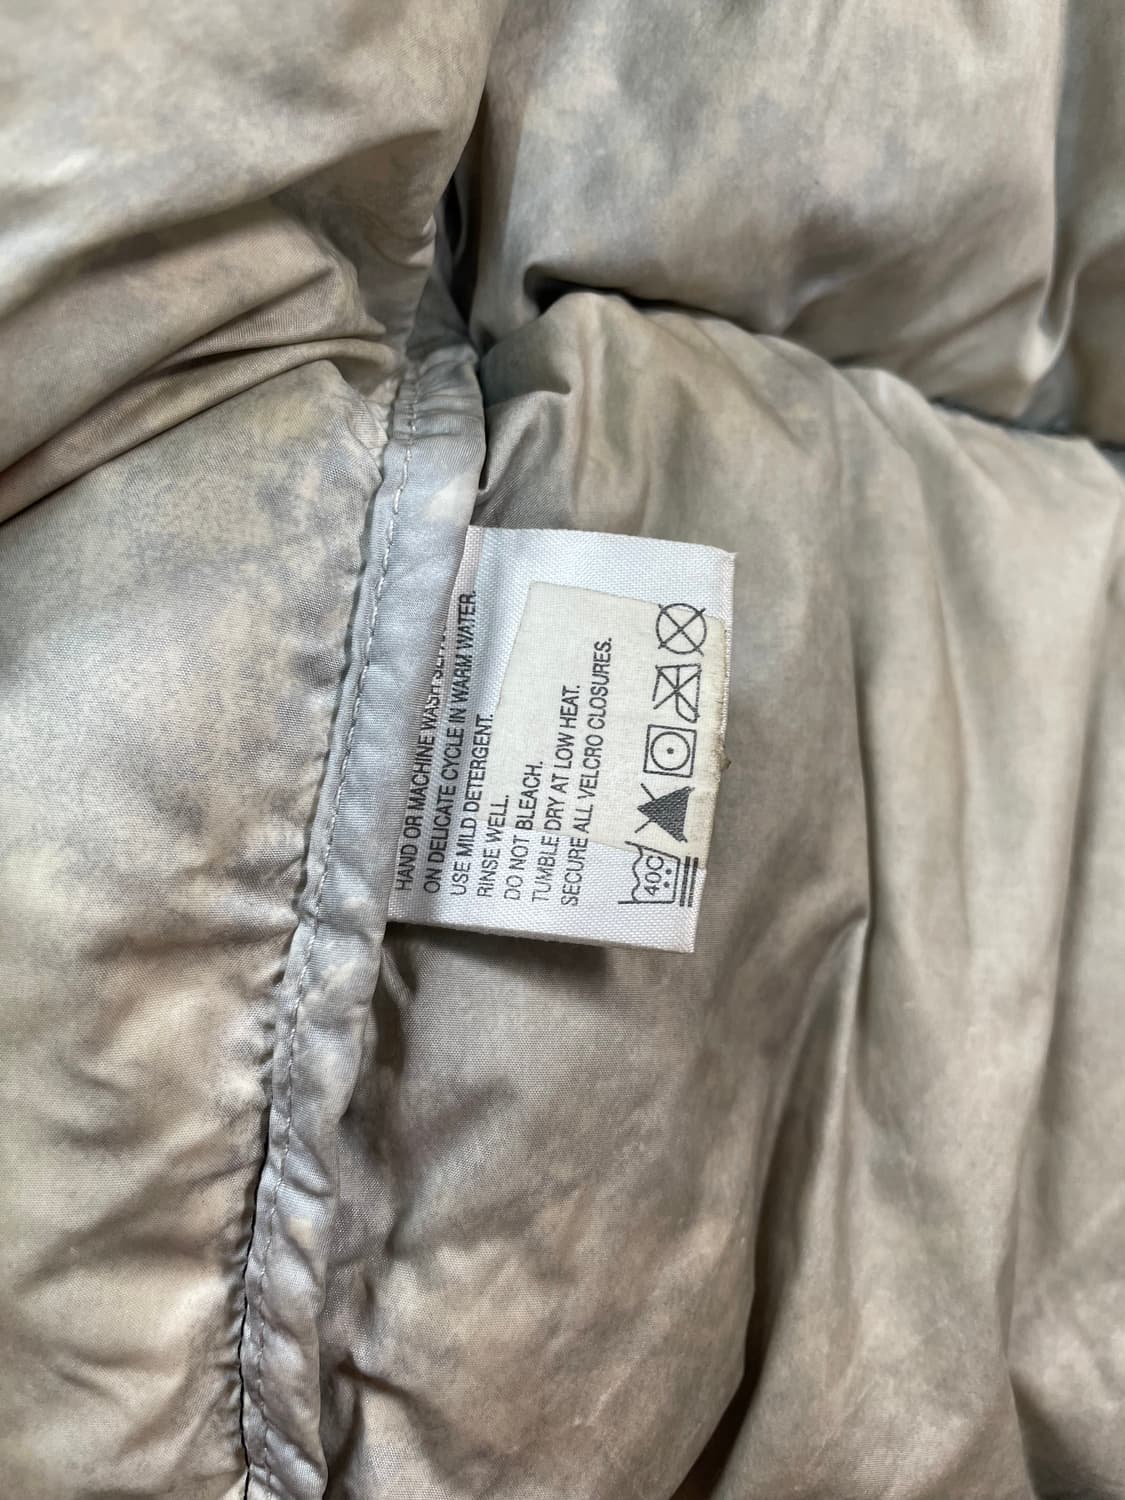 HAND OR MACHINE WASH
ON DELICATE CYCLE IN WARM WATER.
USE MILD DETERGENT.
RINSE WELL.
DO NOT BLEACH.
TUMBLE DRY AT LOW HEAT.
SECURE ALL VELCRO CLOSURES.
40C